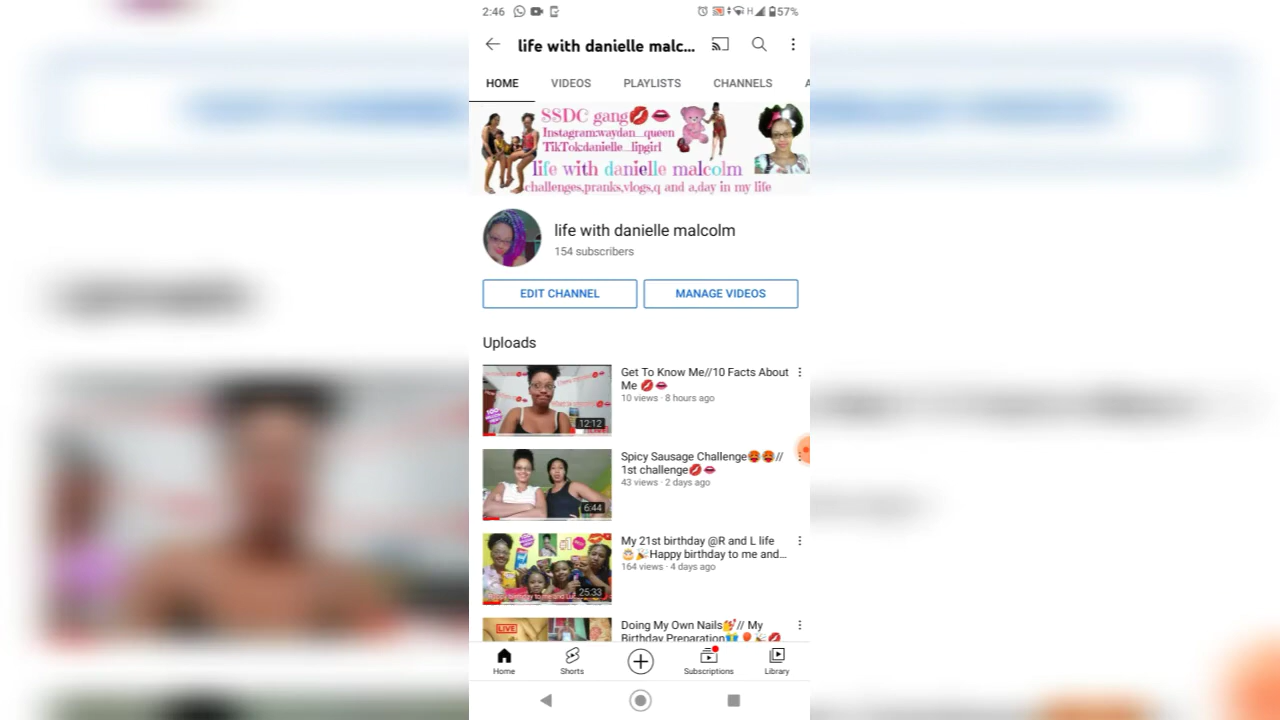 2:46
H
57%
life with danielle malc...
HOME VIDEOS PLAYLISTS CHANNELS
SSDC gang💋👄
Instagram:waydan_queen
TikTok:danielle_lipgirl
life with danielle malcolm
challenges,pranks,vlogs,q and a,day in my life
life with danielle malcolm
154 subscribers
EDIT CHANNEL MANAGE VIDEOS
Uploads
Get To Know Me//10 Facts About
Me 💋👄
10 views · 8 hours ago
12:12
Spicy Sausage Challenge🥵🥵//
1st challenge💋👄
43 views · 2 days ago
6:44
My 21st birthday @R and L life
🎂🎉Happy birthday to me and...
164 views · 4 days ago
#1
25:33
LIVE
Doing My Own Nails💅// My
Birthday Preparation🎁🎈🎉💋
Home Shorts Subscriptions Library